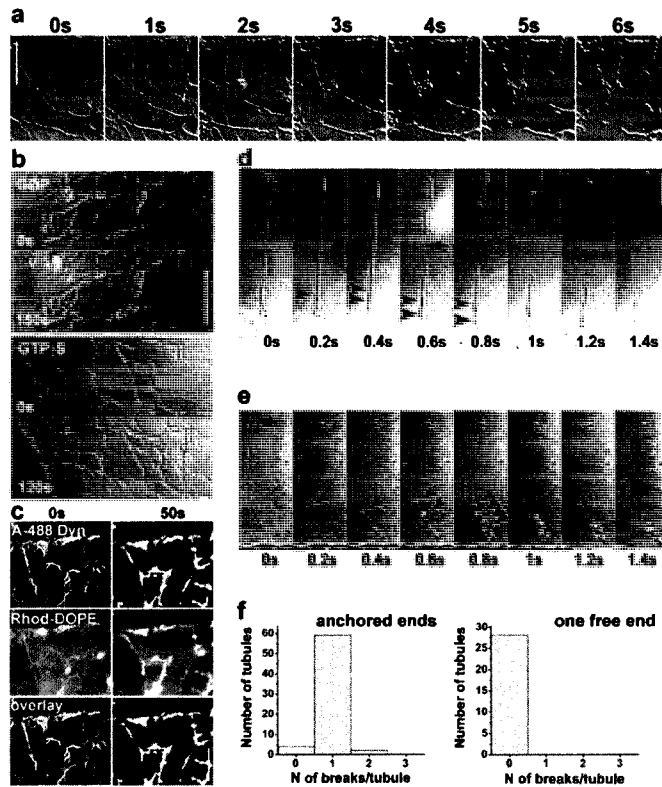 a
0s 1s 2s 3s 4s 5s 6s
b
0s
GTP-S
0s
120s
c
0s 50s
A-488 Dyn
Rhod-DOPE
overlay
d
0s 0.2s 0.4s 0.6s 0.8s 1s 1.2s 1.4s
e
0s 0.2s 0.4s 0.6s 0.8s 1s 1.2s 1.4s
f
anchored ends
Number of tubules
60
50
40
30
20
10
0
0 1 2 3
N of breaks/tubule
one free end
Number of tubules
30
25
20
15
10
5
0
0 1 2 3
N of breaks/tubule